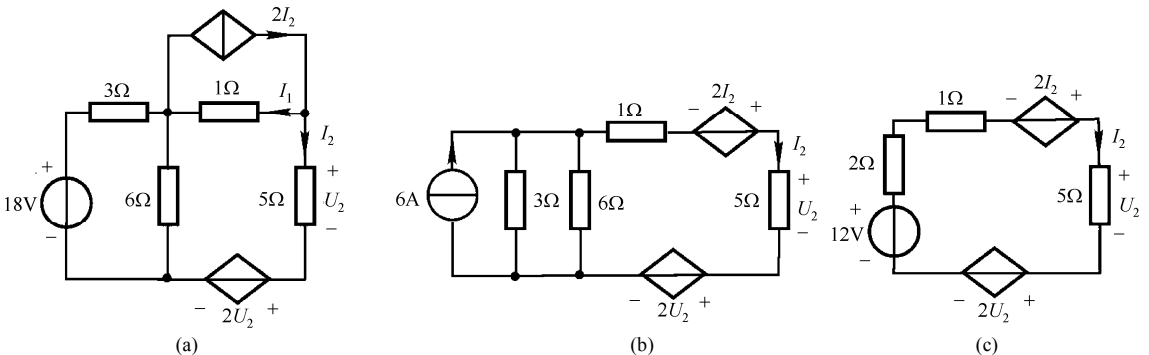 2I₂
3Ω
1Ω
I₁
I₂
+
18V
−
6Ω
5Ω
+
U₂
−
−
2U₂
+
(a)
6A
3Ω
6Ω
1Ω
−
2I₂
+
I₂
5Ω
+
U₂
−
−
2U₂
+
(b)
2Ω
1Ω
−
2I₂
+
I₂
+
12V
−
5Ω
+
U₂
−
−
2U₂
+
(c)